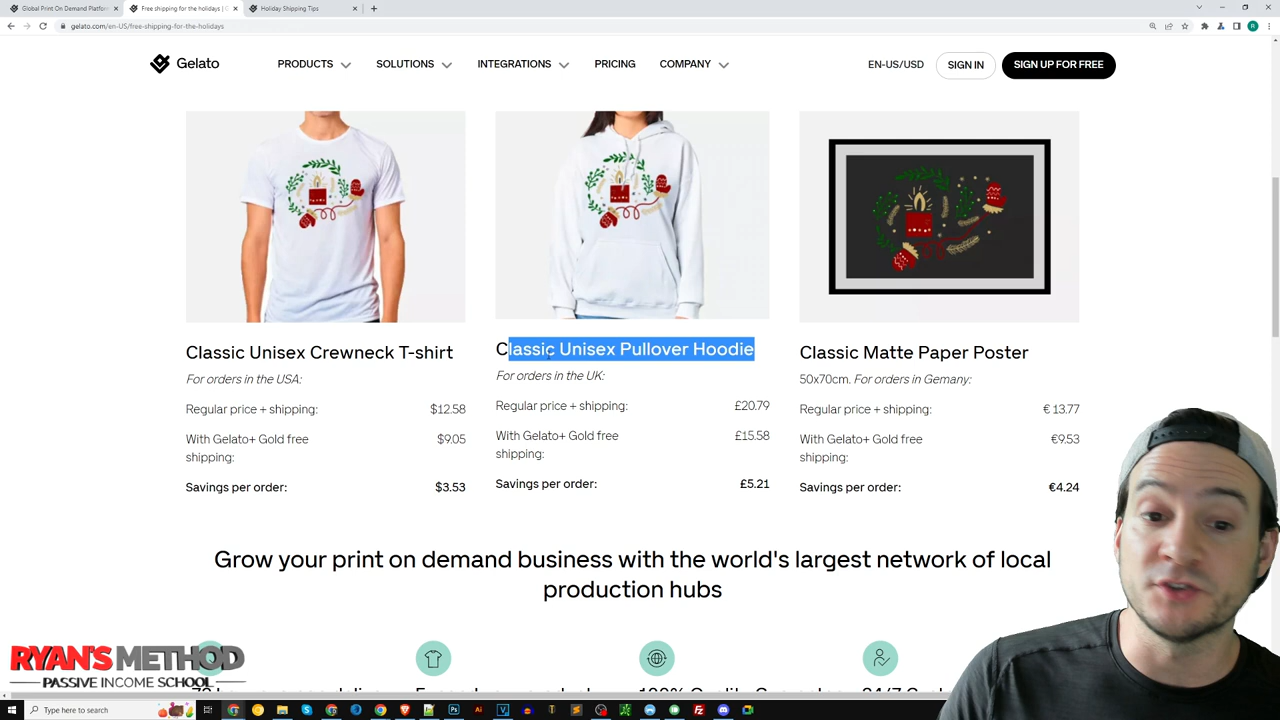 Global Print On Demand Platform
Free shipping for the holidays | G
Holiday Shipping Tips
gelato.com/en-US/free-shipping-for-the-holidays
Gelato
PRODUCTS
SOLUTIONS
INTEGRATIONS
PRICING
COMPANY
EN-US/USD
SIGN IN
SIGN UP FOR FREE
Classic Unisex Crewneck T-shirt
For orders in the USA:
Regular price + shipping: $12.58
With Gelato+ Gold free $9.05
shipping:
Savings per order: $3.53
Classic Unisex Pullover Hoodie
For orders in the UK:
Regular price + shipping: £20.79
With Gelato+ Gold free £15.58
shipping:
Savings per order: £5.21
Classic Matte Paper Poster
50x70cm. For orders in Gemany:
Regular price + shipping: € 13.77
With Gelato+ Gold free €9.53
shipping:
Savings per order: €4.24
Grow your print on demand business with the world's largest network of local
production hubs
RYAN'S METHOD
PASSIVE INCOME SCHOOL
Type here to search